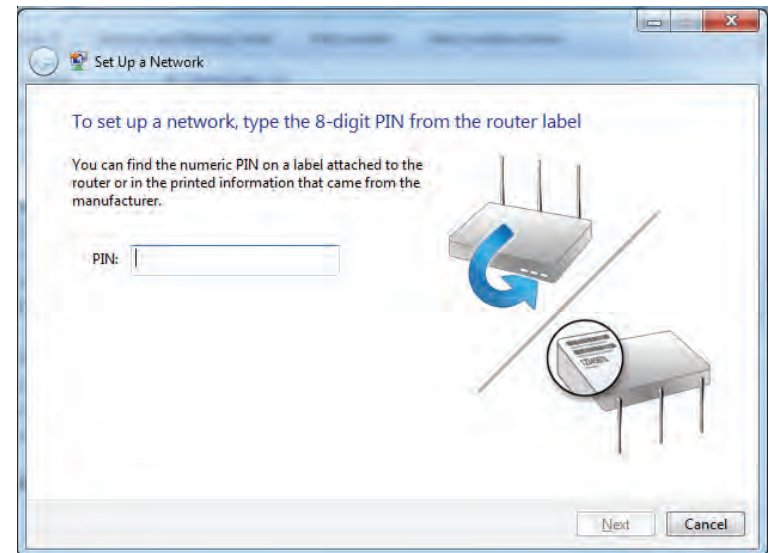 Set Up a Network
To set up a network, type the 8-digit PIN from the router label
You can find the numeric PIN on a label attached to the
router or in the printed information that came from the
manufacturer.
PIN:
12345670
Next
Cancel